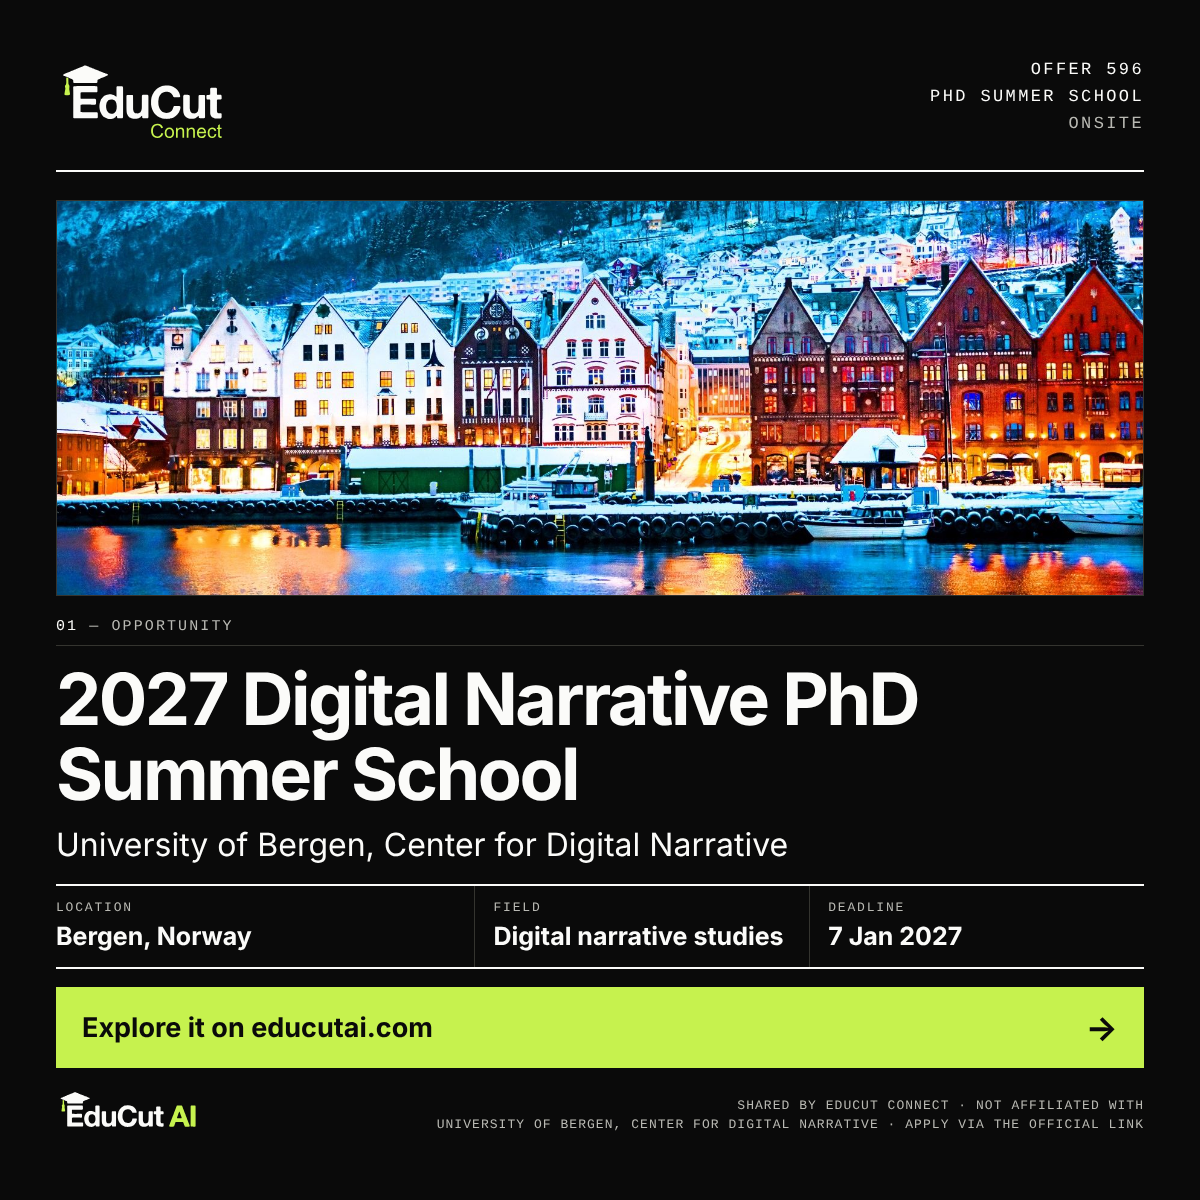 EduCut
Connect
OFFER 596
PHD SUMMER SCHOOL
ONSITE
01 — OPPORTUNITY
2027 Digital Narrative PhD
Summer School
University of Bergen, Center for Digital Narrative
LOCATION
Bergen, Norway
FIELD
Digital narrative studies
DEADLINE
7 Jan 2027
Explore it on educutai.com →
EduCut AI
SHARED BY EDUCUT CONNECT · NOT AFFILIATED WITH
UNIVERSITY OF BERGEN, CENTER FOR DIGITAL NARRATIVE · APPLY VIA THE OFFICIAL LINK